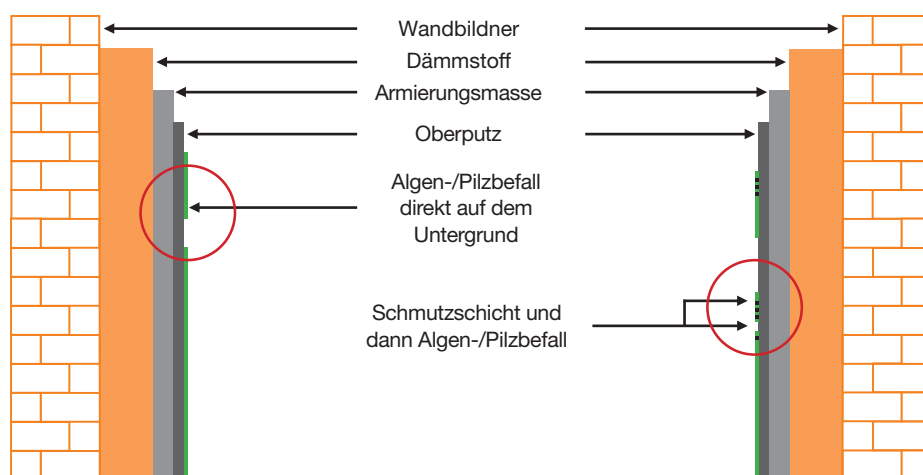 Wandbildner
Dämmstoff
Armierungsmasse
Oberputz
Algen-/Pilzbefall
direkt auf dem
Untergrund
Schmutzschicht und
dann Algen-/Pilzbefall